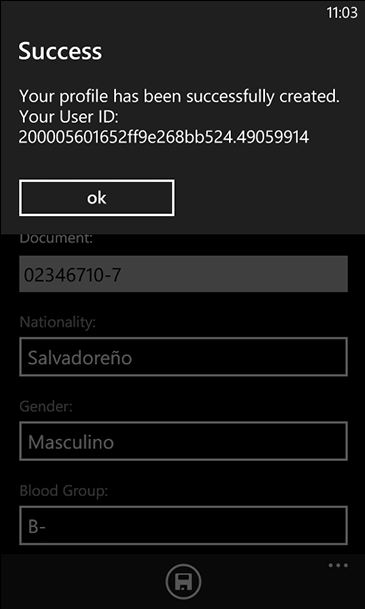 11:03
Success
Your profile has been successfully created.
Your User ID:
200005601652ff9e268bb524.49059914
ok
Document:
02346710-7
Nationality:
Salvadoreño
Gender:
Masculino
Blood Group:
B-